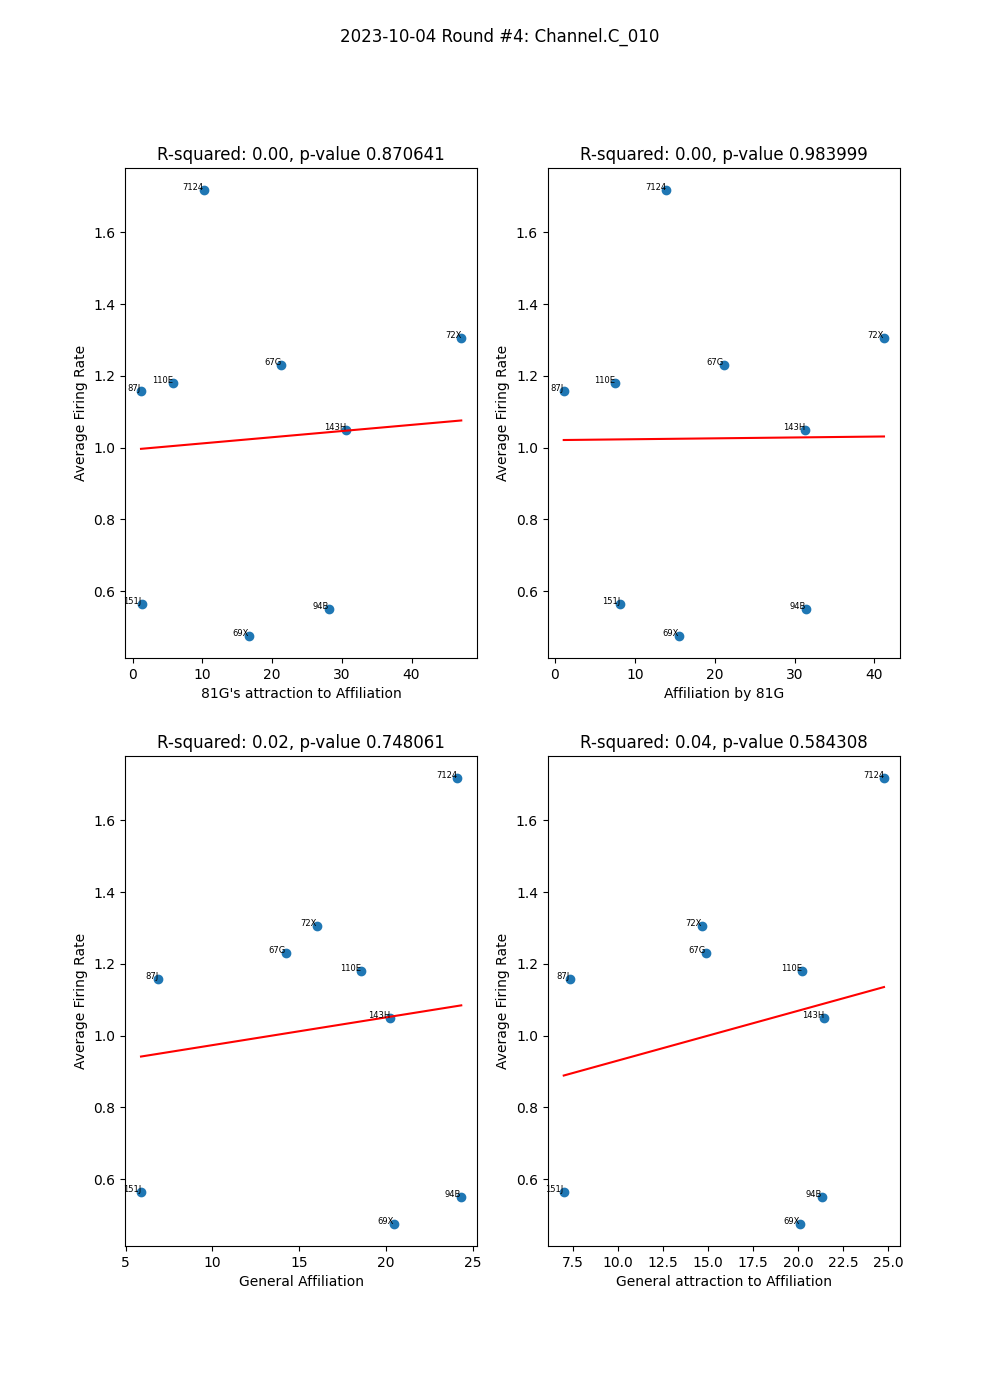 2023-10-04 Round #4: Channel.C_010
R-squared: 0.00, p-value 0.870641
Average Firing Rate
1.6
1.4
1.2
1.0
0.8
0.6
7124
72X
67G
110E
87J
143H
151J
94B
69X
0 10 20 30 40
81G's attraction to Affiliation
R-squared: 0.00, p-value 0.983999
Average Firing Rate
1.6
1.4
1.2
1.0
0.8
0.6
7124
72X
67G
110E
87J
143H
151J
94B
69X
0 10 20 30 40
Affiliation by 81G
R-squared: 0.02, p-value 0.748061
Average Firing Rate
1.6
1.4
1.2
1.0
0.8
0.6
7124
72X
67G
110E
87J
143H
151J
94B
69X
5 10 15 20 25
General Affiliation
R-squared: 0.04, p-value 0.584308
Average Firing Rate
1.6
1.4
1.2
1.0
0.8
0.6
7124
72X
67G
110E
87J
143H
151J
94B
69X
7.5 10.0 12.5 15.0 17.5 20.0 22.5 25.0
General attraction to Affiliation